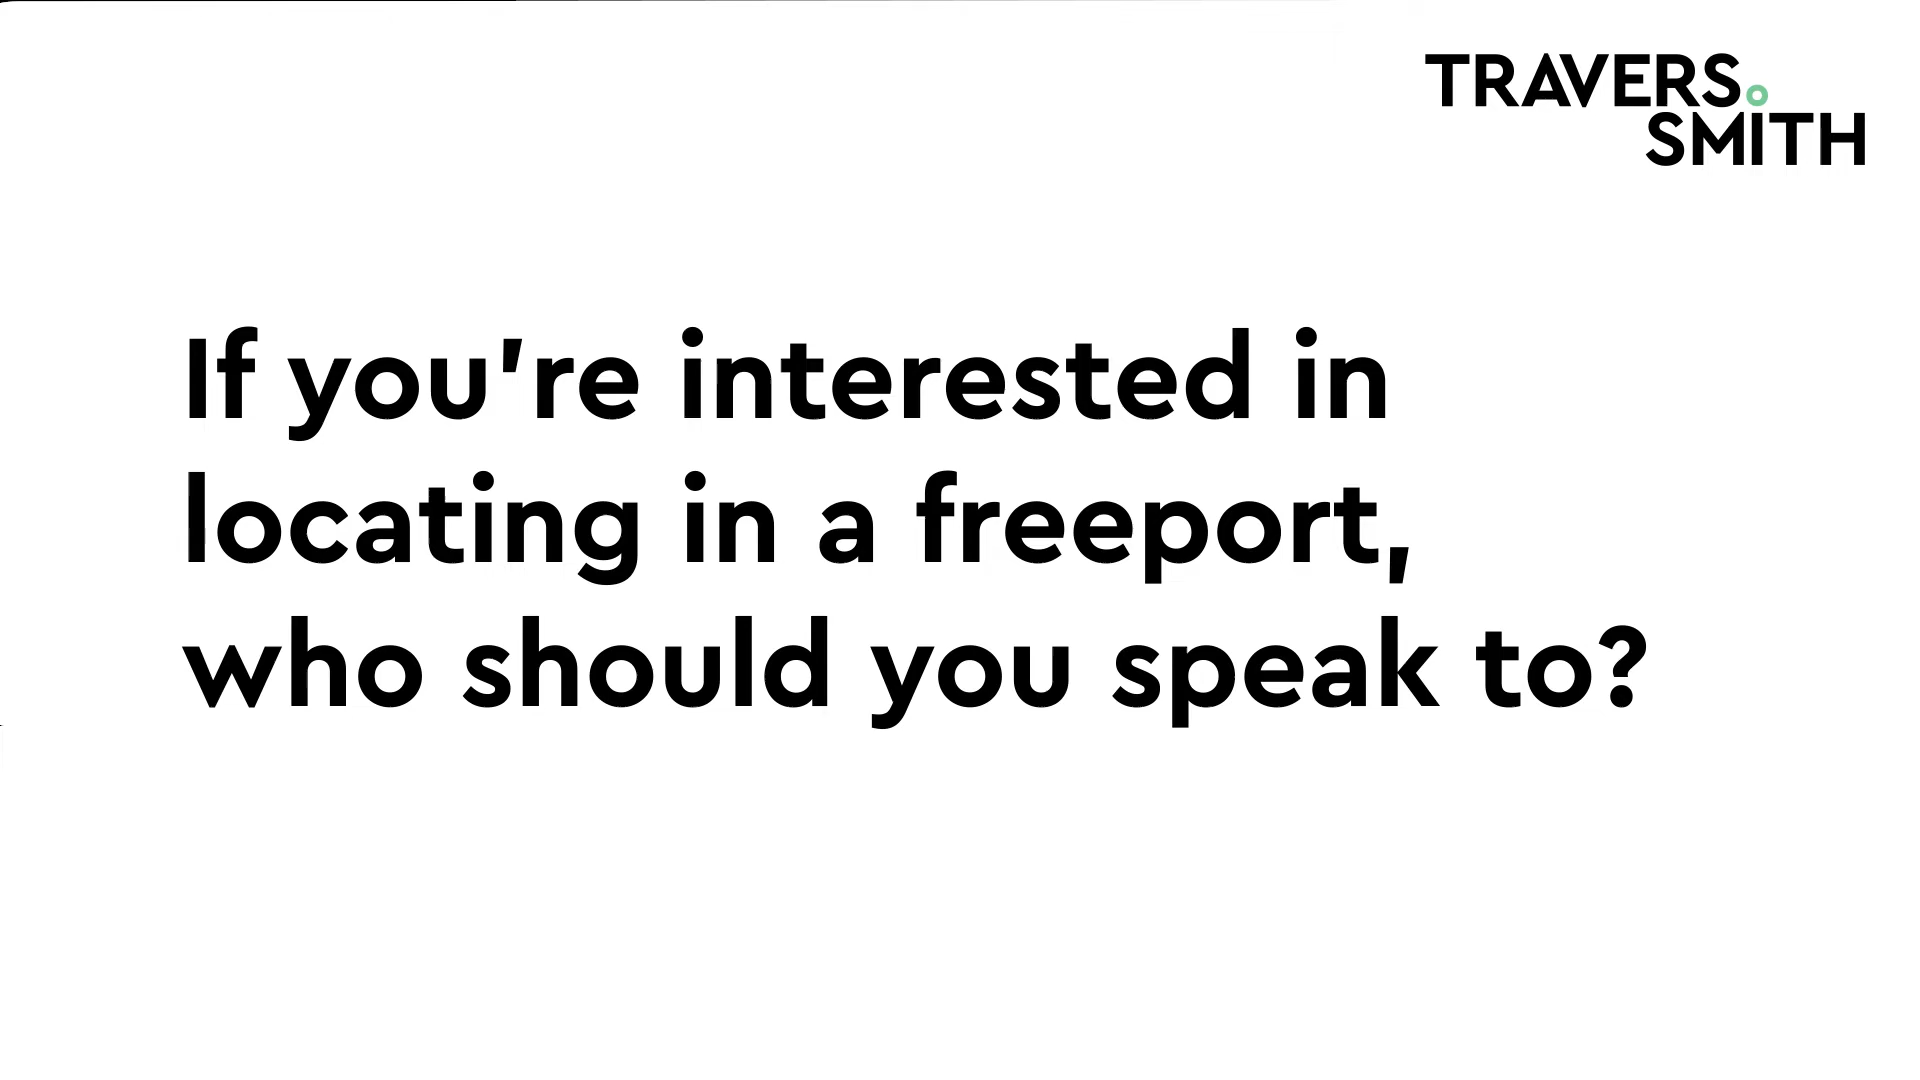 TRAVERS
SMITH
If you're interested in
locating in a freeport,
who should you speak to?